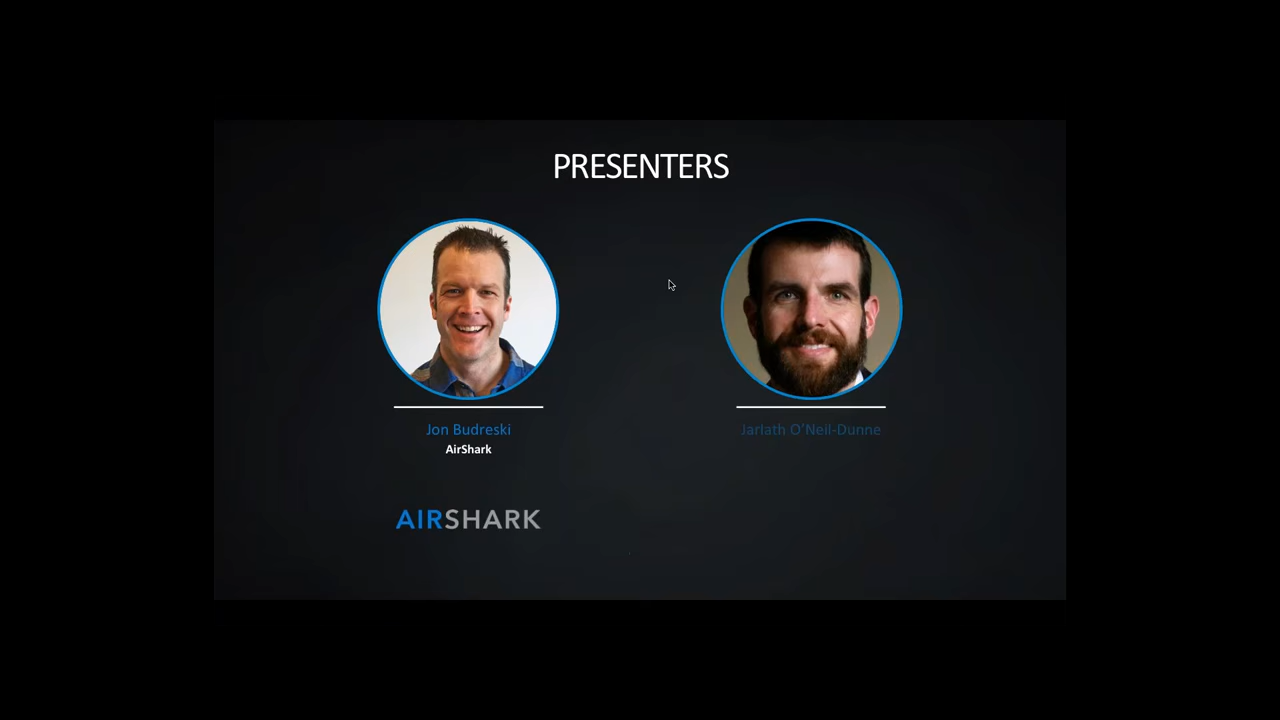 PRESENTERS
Jon Budreski
AirShark
Jarlath O'Neil-Dunne
AIRSHARK